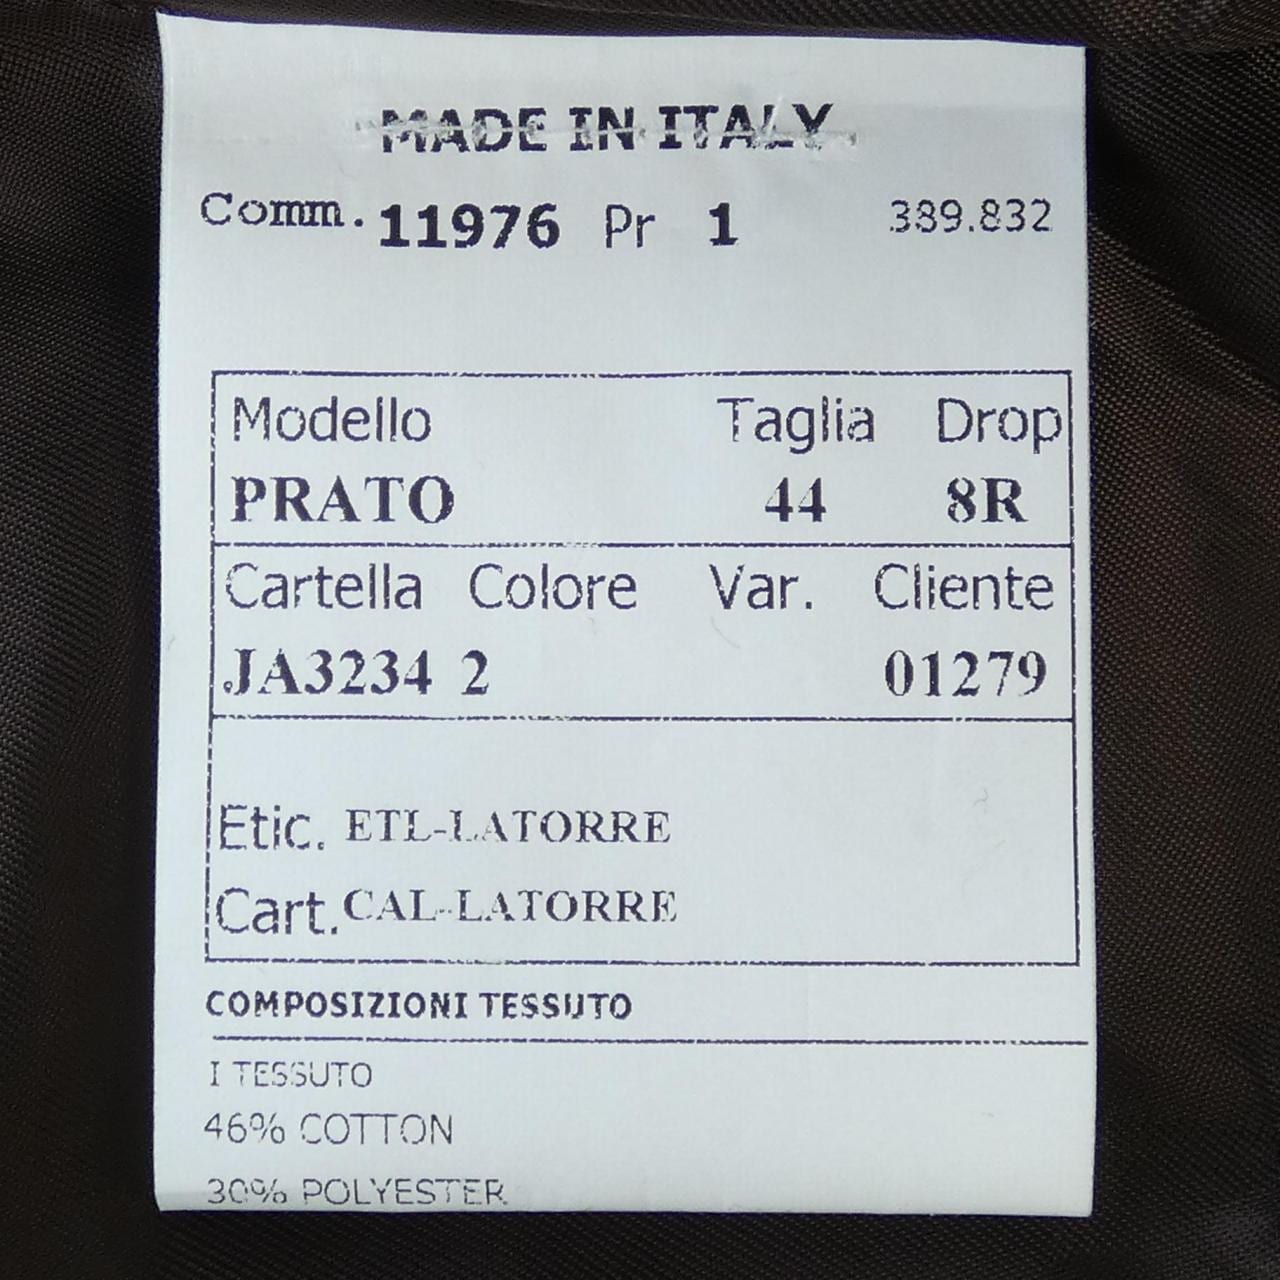 MADE IN ITALY
Comm. 11976 Pr 1 389.832
Modello Taglia Drop
PRATO 44 8R
Cartella Colore Var. Cliente
JA3234 2 01279
Etic. ETL-LATORRE
Cart. CAL-LATORRE
COMPOSIZIONI TESSUTO
I TESSUTO
46% COTTON
30% POLYESTER